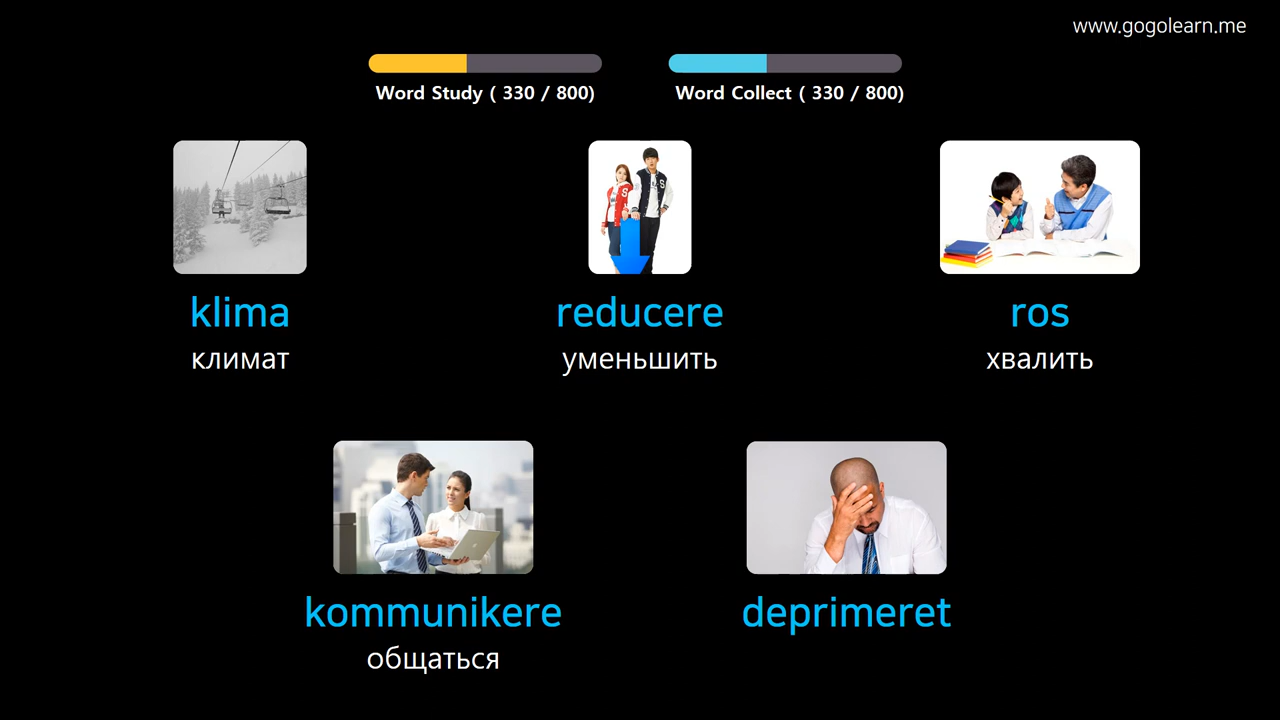 www.gogolearn.me
Word Study ( 330 / 800)
Word Collect ( 330 / 800)
klima
климат
reducere
уменьшить
ros
хвалить
kommunikere
общаться
deprimeret